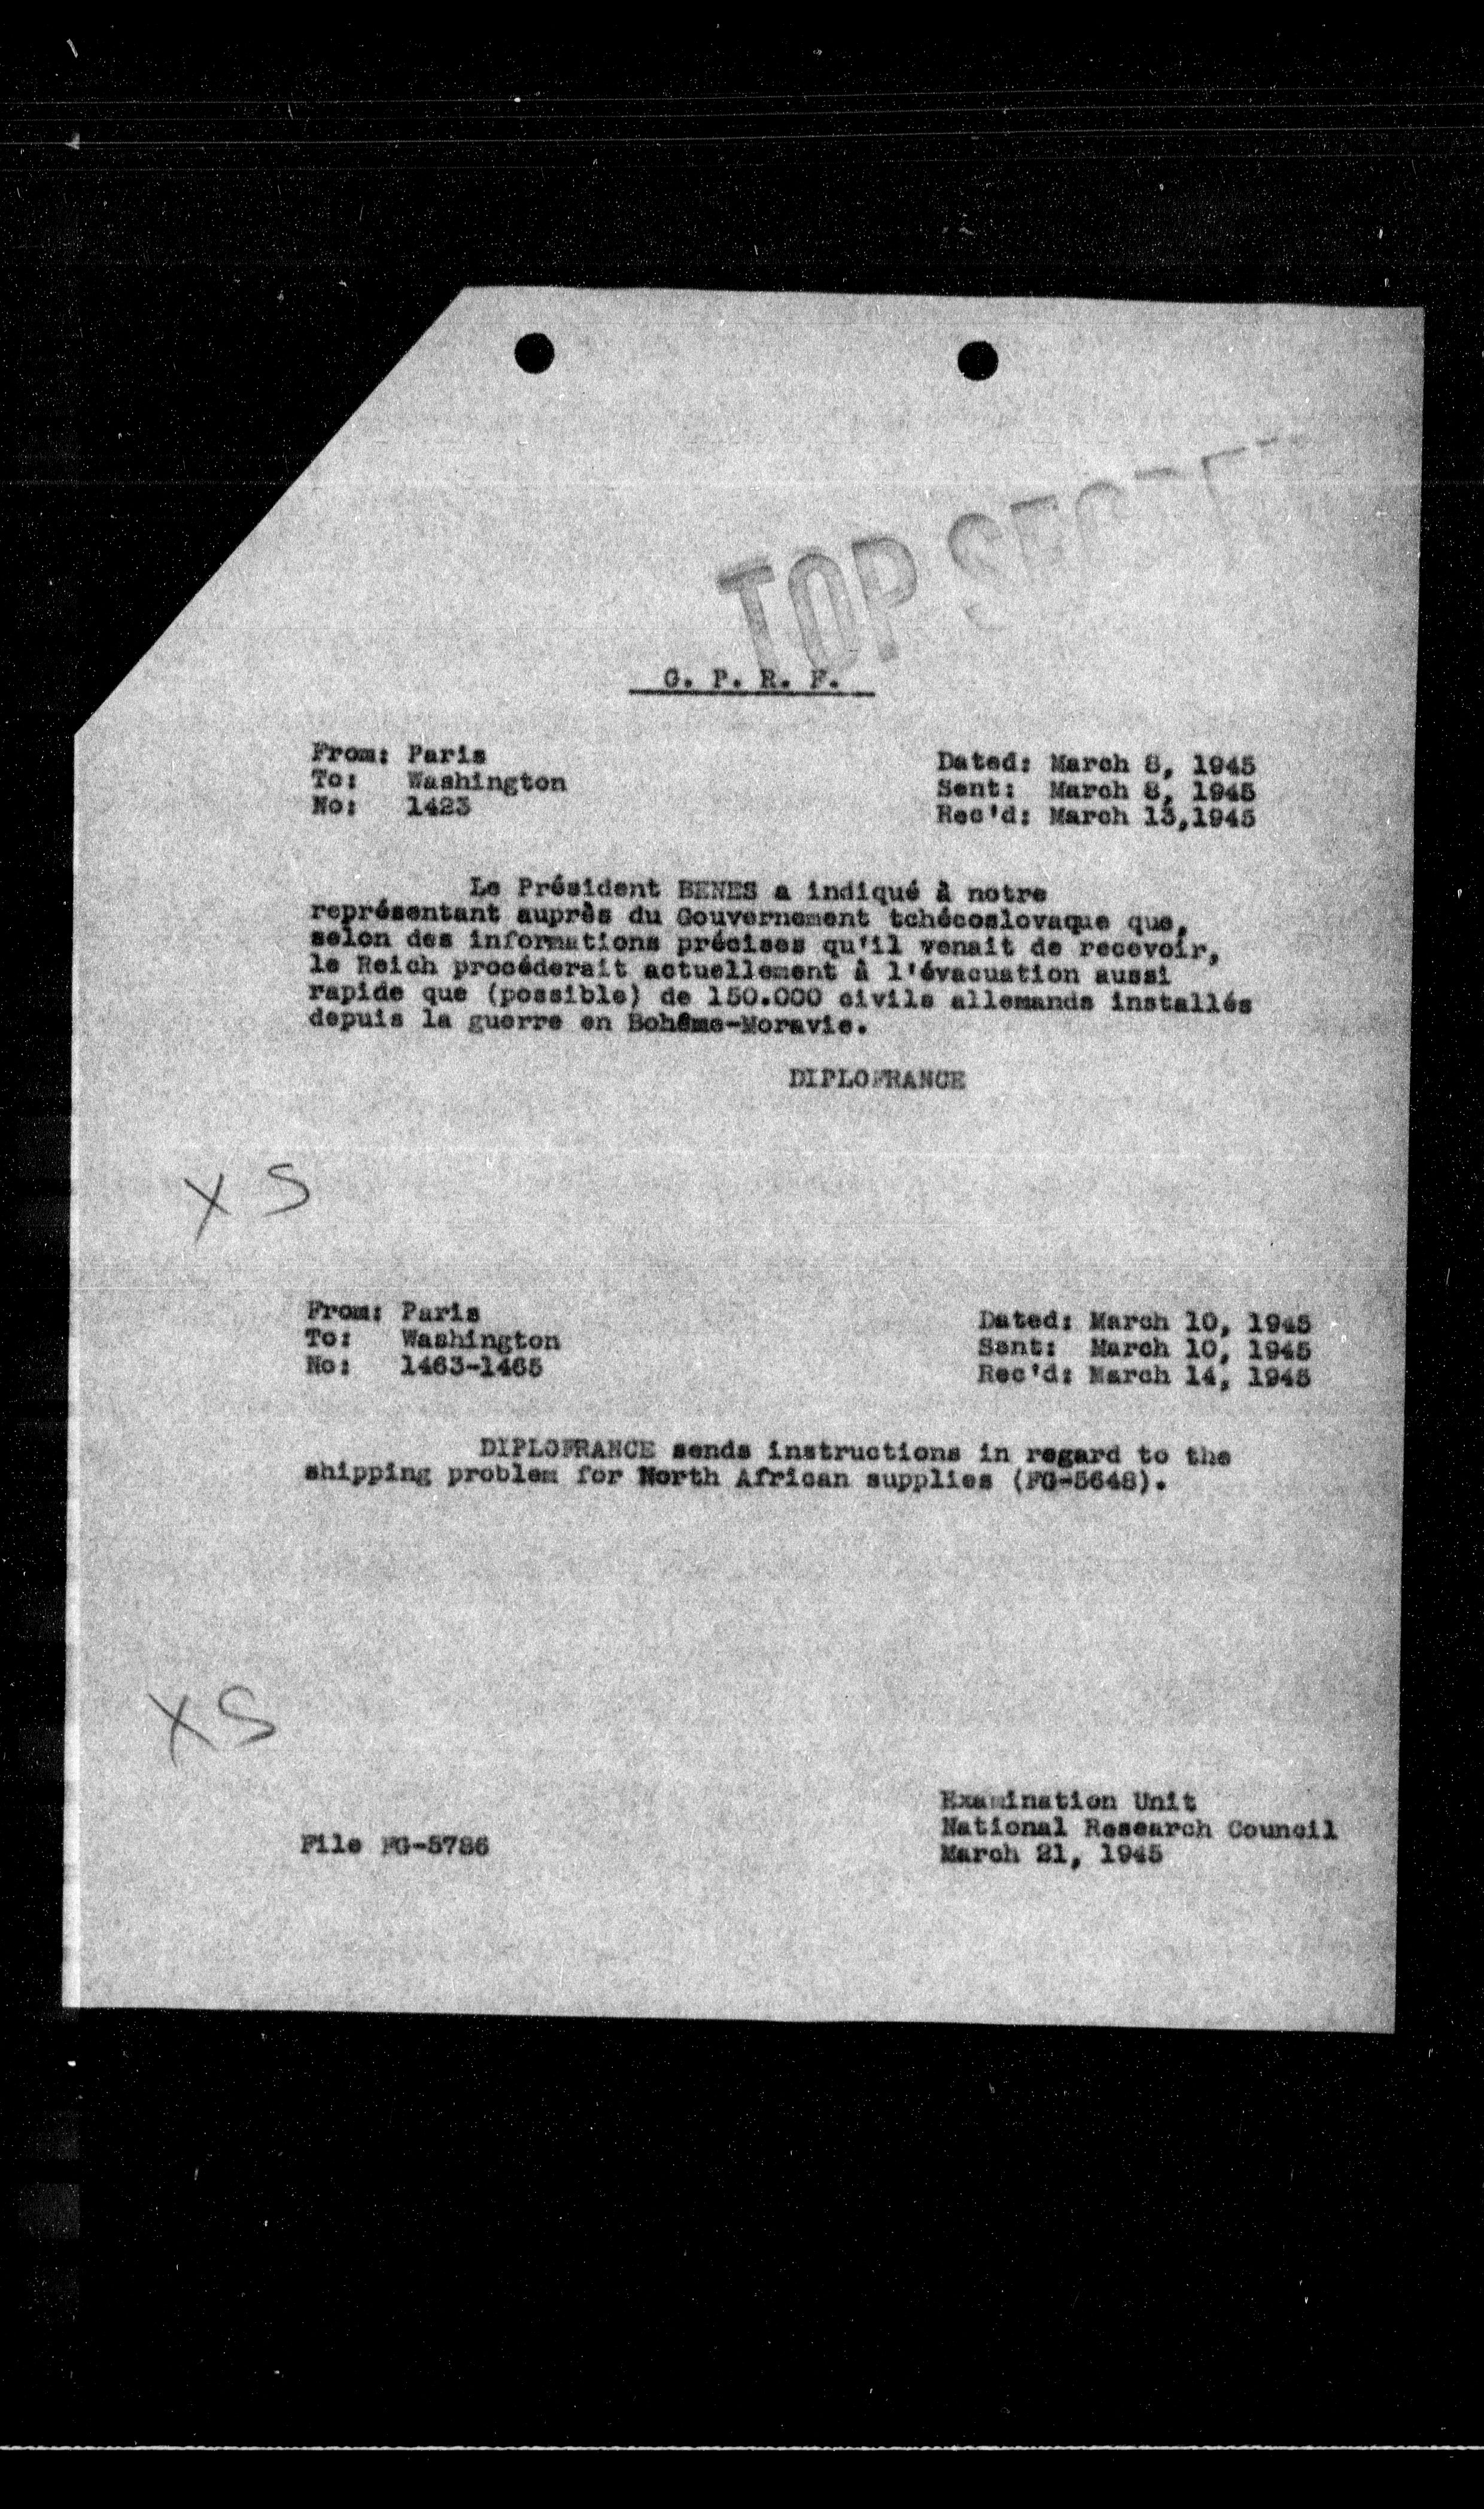 TOP SECRET
G. P. R. F.
From: Paris
To: Washington
No: 1423
Dated: March 8, 1945
Sent: March 8, 1945
Rec'd: March 13,1945
Le Président BENES a indiqué à notre
représentant auprès du Gouvernement tchécoslovaque que,
selon des informations précises qu'il venait de recevoir,
le Reich procéderait actuellement à l'évacuation aussi
rapide que (possible) de 150.000 civils allemands installés
depuis la guerre en Bohême-Moravie.
DIPLOFRANCE
XS
From: Paris
To: Washington
No: 1463-1465
Dated: March 10, 1945
Sent: March 10, 1945
Rec'd: March 14, 1945
DIPLOFRANCE sends instructions in regard to the
shipping problem for North African supplies (FG-5648).
XS
Examination Unit
National Research Council
March 21, 1945
File FG-5786